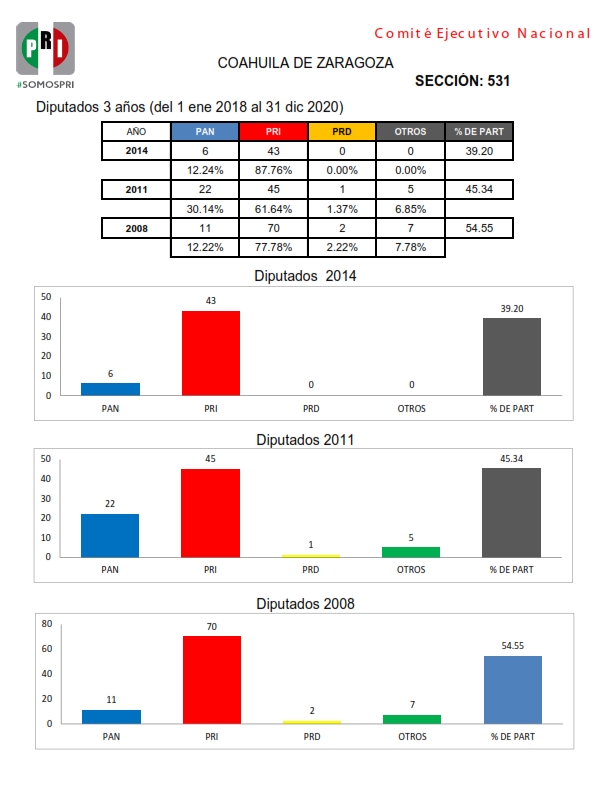 PRI
#SOMOSPRI
Comité Ejecutivo Nacional
COAHUILA DE ZARAGOZA
SECCIÓN: 531
Diputados 3 años (del 1 ene 2018 al 31 dic 2020)
AÑO PAN PRI PRD OTROS % DE PART
2014 6 43 0 0 39.20
12.24% 87.76% 0.00% 0.00%
2011 22 45 1 5 45.34
30.14% 61.64% 1.37% 6.85%
2008 11 70 2 7 54.55
12.22% 77.78% 2.22% 7.78%
Diputados 2014
50
40
30
20
10
0
6 43 0 0 39.20
PAN PRI PRD OTROS % DE PART
Diputados 2011
50
40
30
20
10
0
22 45 1 5 45.34
PAN PRI PRD OTROS % DE PART
Diputados 2008
80
60
40
20
0
11 70 2 7 54.55
PAN PRI PRD OTROS % DE PART